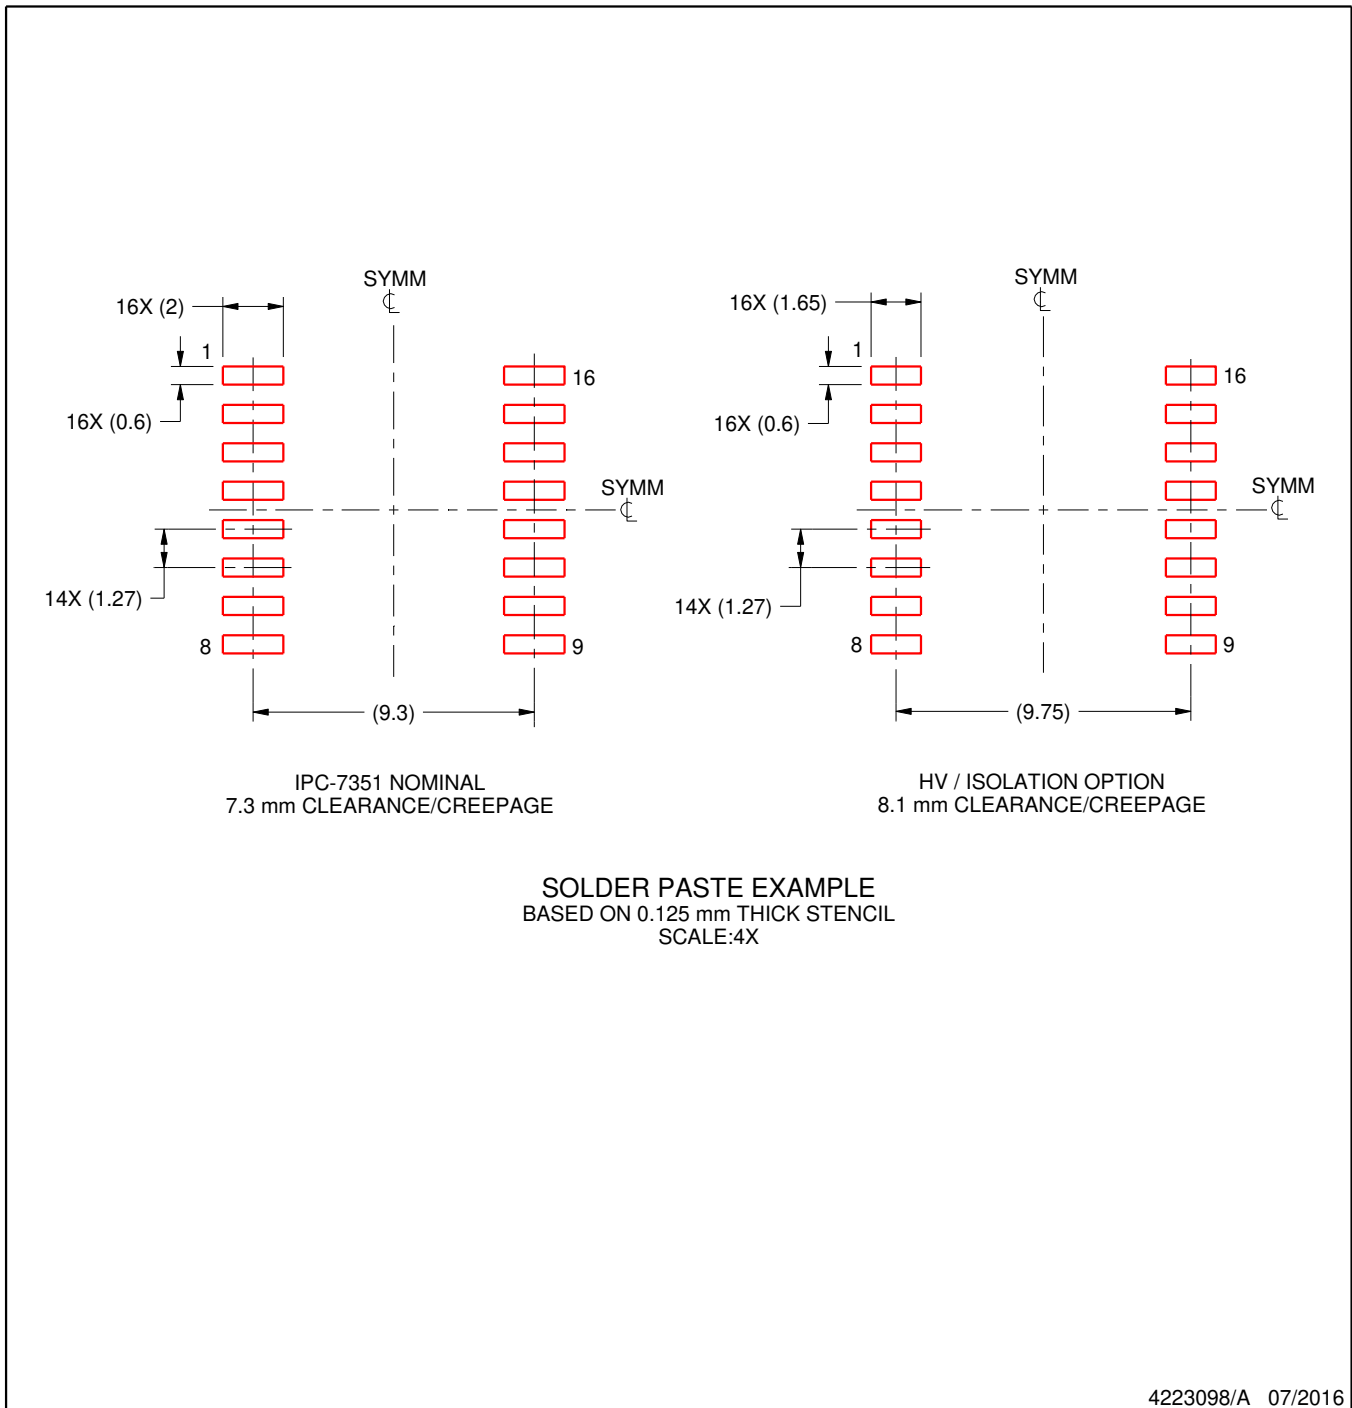 SYMM
16X (2)
1
16
16X (0.6)
SYMM
14X (1.27)
8
9
(9.3)
IPC-7351 NOMINAL
7.3 mm CLEARANCE/CREEPAGE
SYMM
16X (1.65)
1
16
16X (0.6)
SYMM
14X (1.27)
8
9
(9.75)
HV / ISOLATION OPTION
8.1 mm CLEARANCE/CREEPAGE
SOLDER PASTE EXAMPLE
BASED ON 0.125 mm THICK STENCIL
SCALE:4X
4223098/A 07/2016